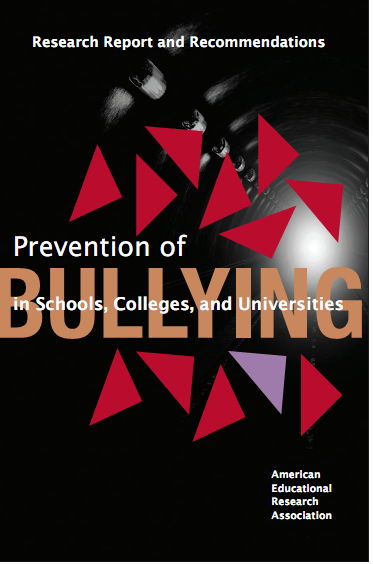 Research Report and Recommendations
Prevention of
BULLYING
in Schools, Colleges, and Universities
American
Educational
Research
Association